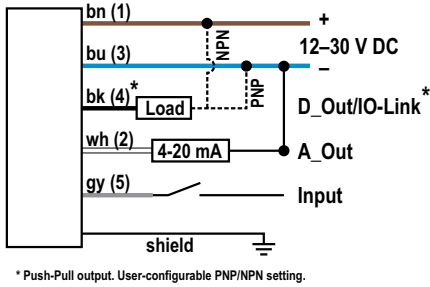 bn (1)
+
NPN
12–30 V DC
bu (3)
–
bk (4)*
Load
PNP
D_Out/IO-Link*
wh (2)
4-20 mA
A_Out
gy (5)
Input
shield
* Push-Pull output. User-configurable PNP/NPN setting.